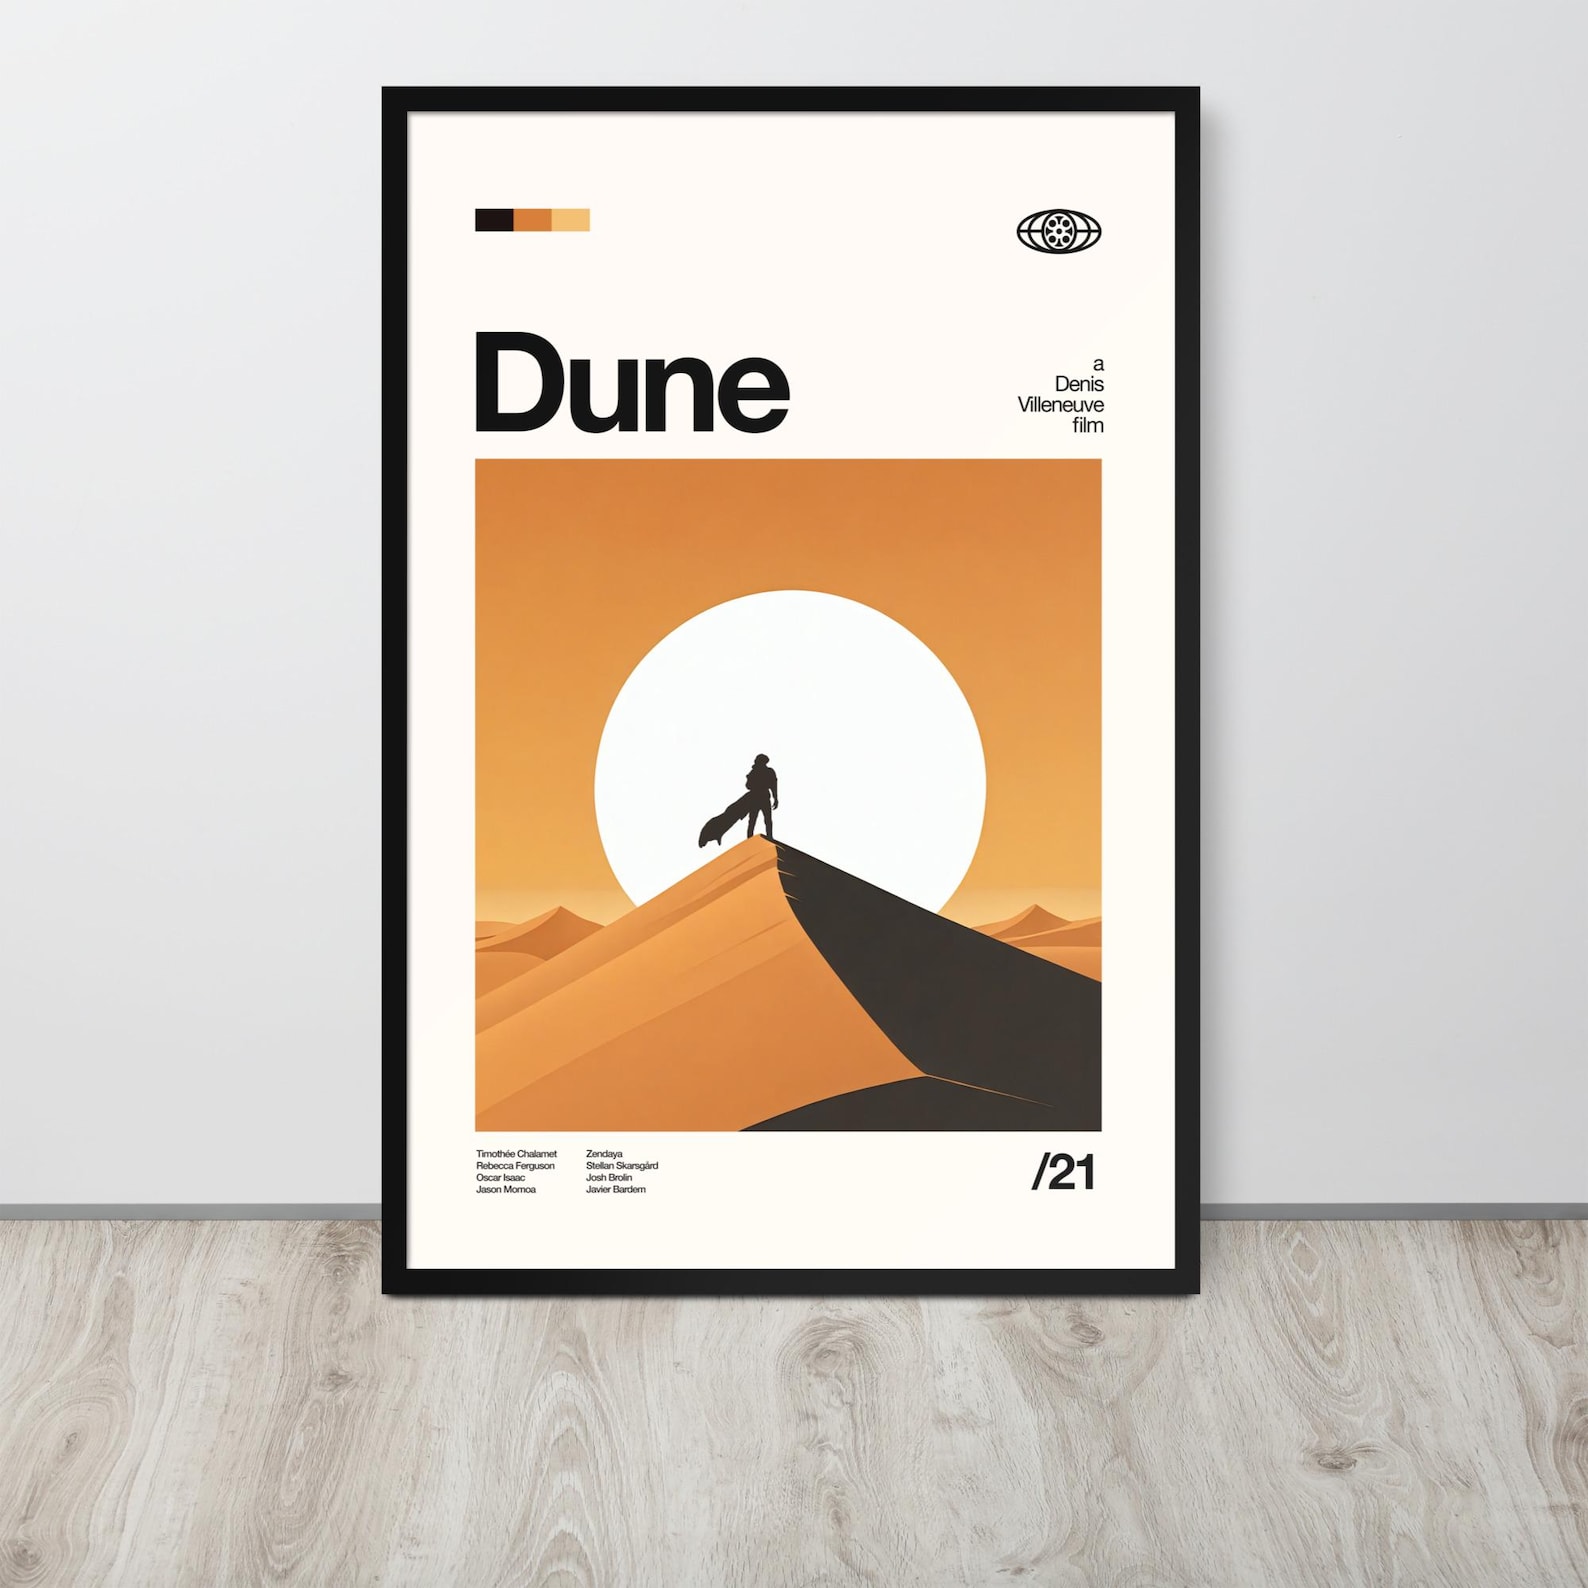 Dune
a
Denis
Villeneuve
film
Timothée Chalamet
Rebecca Ferguson
Oscar Isaac
Jason Momoa
Zendaya
Stellan Skarsgård
Josh Brolin
Javier Bardem
/21